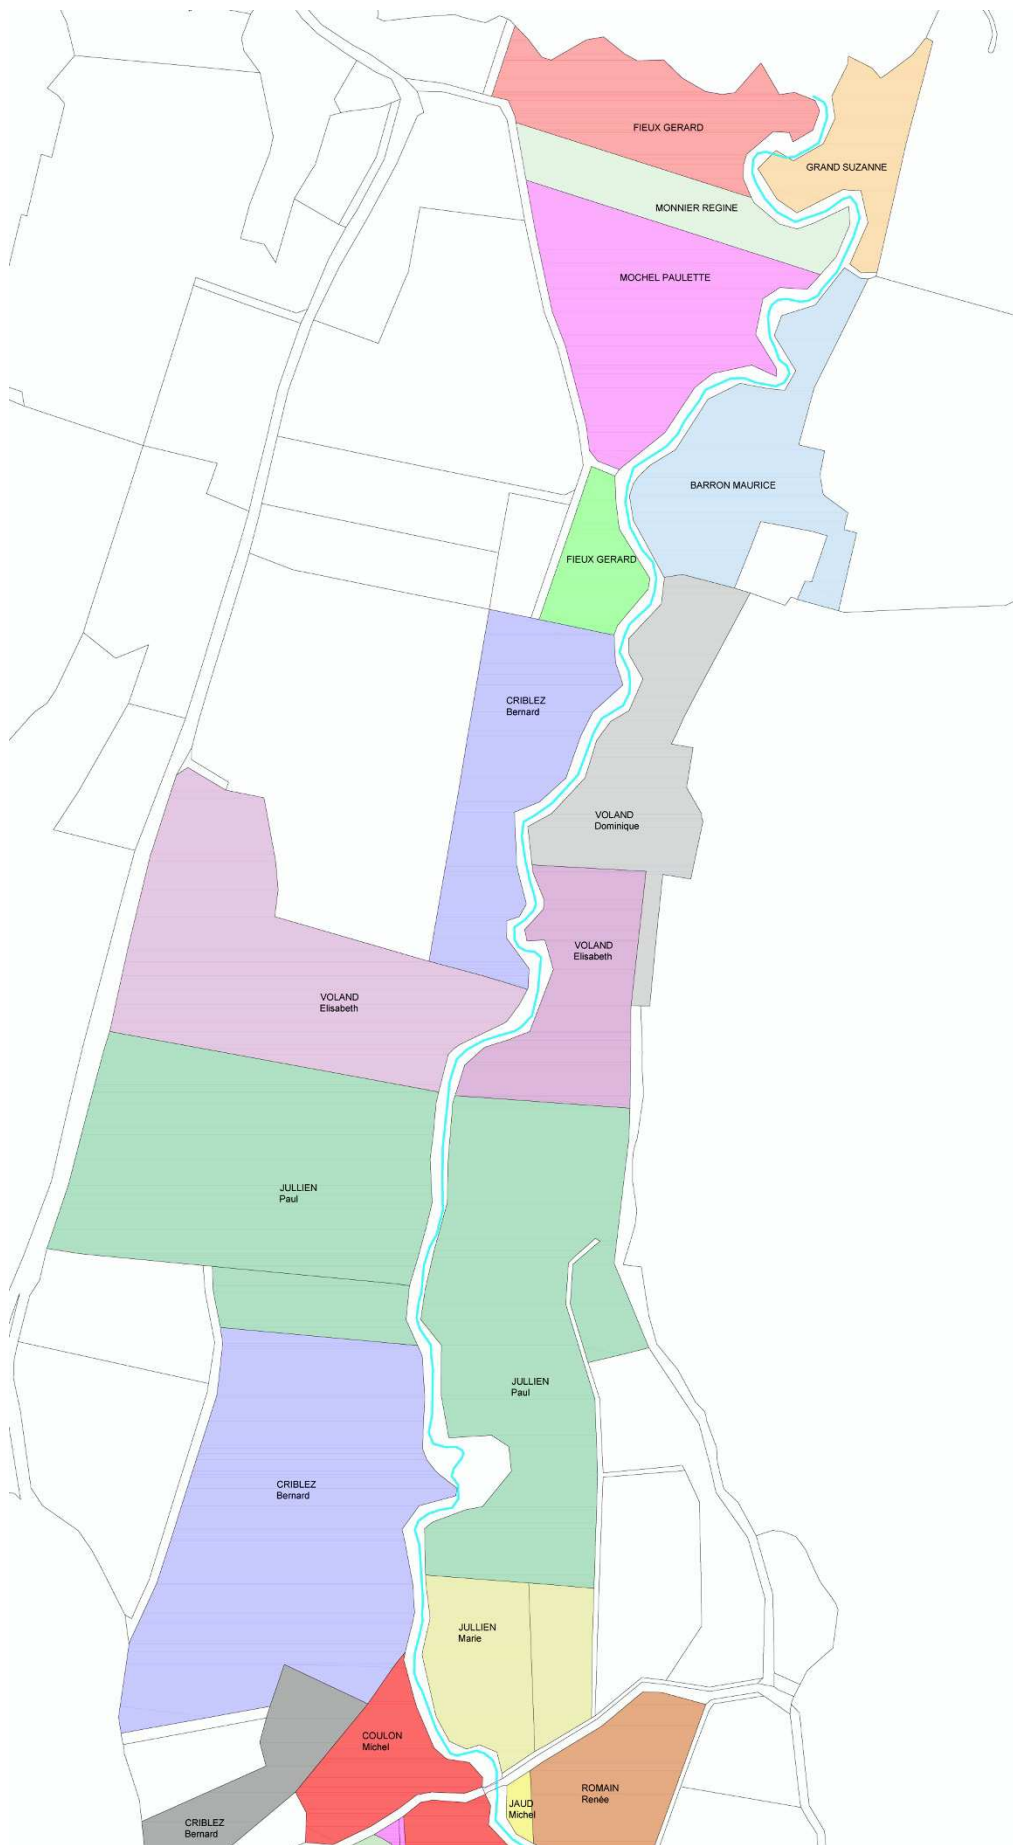 FIEUX GERARD
GRAND SUZANNE
MONNIER REGINE
MOCHEL PAULETTE
BARRON MAURICE
FIEUX GERARD
CRIBLEZ
Bernard
VOLAND
Dominique
VOLAND
Elisabeth
VOLAND
Elisabeth
JULLIEN
Paul
JULLIEN
Paul
CRIBLEZ
Bernard
JULLIEN
Marie
COULON
Michel
ROMAIN
Renée
JAUD
Michel
CRIBLEZ
Bernard